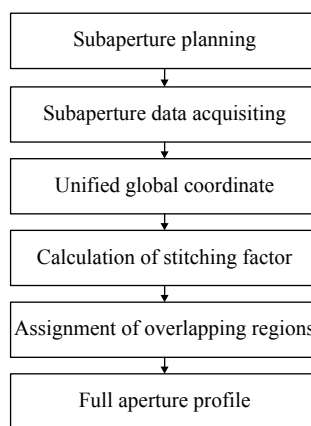 Subaperture planning
Subaperture data acquisiting
Unified global coordinate
Calculation of stitching factor
Assignment of overlapping regions
Full aperture profile